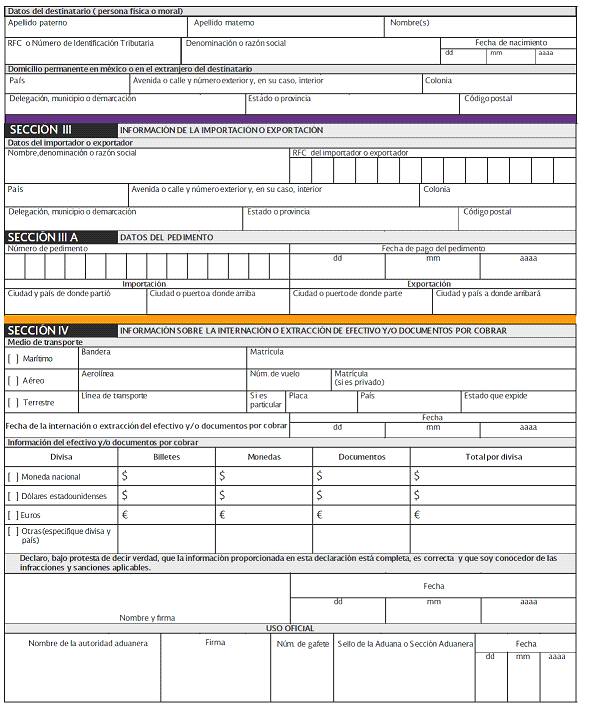 Datos del destinatario ( persona física o moral)
Apellido paterno Apellido materno Nombre(s)
RFC o Número de Identificación Tributaria Denominación o razón social Fecha de nacimiento
dd mm aaaa
Domicilio permanente en méxico o en el extranjero del destinatario
País Avenida o calle y número exterior y, en su caso, interior Colonia
Delegación, municipio o demarcación Estado o provincia Código postal
SECCIÓN III INFORMACIÓN DE LA IMPORTACIÓN O EXPORTACIÓN
Datos del importador o exportador
Nombre,denominación o razón social RFC del importador o exportador
País Avenida o calle y número exterior y, en su caso, interior Colonia
Delegación, municipio o demarcación Estado o provincia Código postal
SECCIÓN III A DATOS DEL PEDIMENTO
Número de pedimento Fecha de pago del pedimento
dd mm aaaa
Importación Exportación
Ciudad y país de donde partió Ciudad o puerto a donde arriba Ciudad o puerto de donde parte Ciudad y país a donde arribará
SECCIÓN IV INFORMACIÓN SOBRE LA INTERNACIÓN O EXTRACCIÓN DE EFECTIVO Y/O DOCUMENTOS POR COBRAR
Medio de transporte
[ ] Marítimo Bandera Matrícula
[ ] Aéreo Aerolínea Núm. de vuelo Matrícula
(si es privado)
[ ] Terrestre Línea de transporte Si es
particular Placa País Estado que expide
Fecha de la internación o extracción del efectivo y/o documentos por cobrar Fecha
dd mm aaaa
Información del efectivo y/o documentos por cobrar
Divisa Billetes Monedas Documentos Total por divisa
[ ] Moneda nacional $ $ $ $
[ ] Dólares estadounidenses $ $ $ $
[ ] Euros € € € €
[ ] Otras(especifique divisa y
país)
Declaro, bajo protesta de decir verdad, que la información proporcionada en esta declaración está completa, es correcta y que soy conocedor de las
infracciones y sanciones aplicables.
Fecha
dd mm aaaa
Nombre y firma
USO OFICIAL
Nombre de la autoridad aduanera Firma Núm. de gafete Sello de la Aduana o Sección Aduanera Fecha
dd mm aaaa